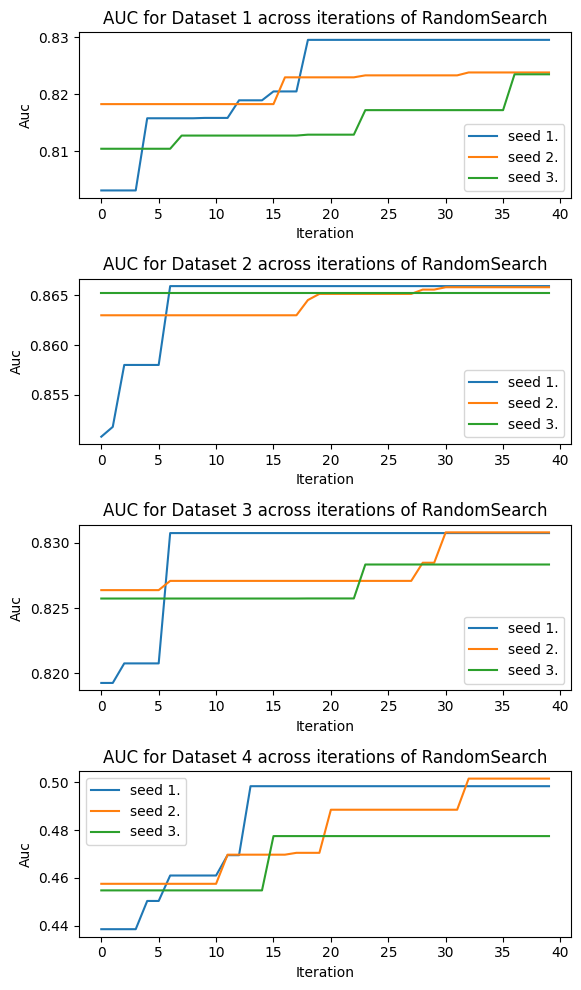 AUC for Dataset 1 across iterations of RandomSearch
0.83
0.82
0.81
Auc
0 5 10 15 20 25 30 35 40
Iteration
seed 1.
seed 2.
seed 3.
AUC for Dataset 2 across iterations of RandomSearch
0.865
0.860
0.855
Auc
0 5 10 15 20 25 30 35 40
Iteration
seed 1.
seed 2.
seed 3.
AUC for Dataset 3 across iterations of RandomSearch
0.830
0.825
0.820
Auc
0 5 10 15 20 25 30 35 40
Iteration
seed 1.
seed 2.
seed 3.
AUC for Dataset 4 across iterations of RandomSearch
0.50
0.48
0.46
0.44
Auc
seed 1.
seed 2.
seed 3.
0 5 10 15 20 25 30 35 40
Iteration